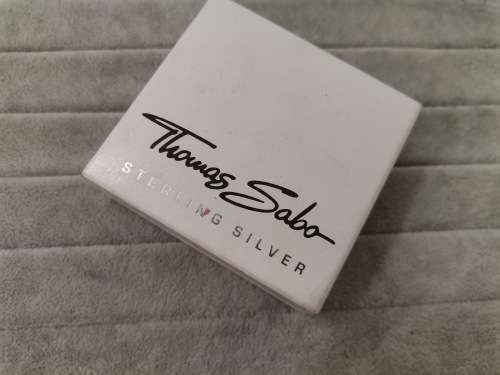 Thomas Sabo
STERLING SILVER